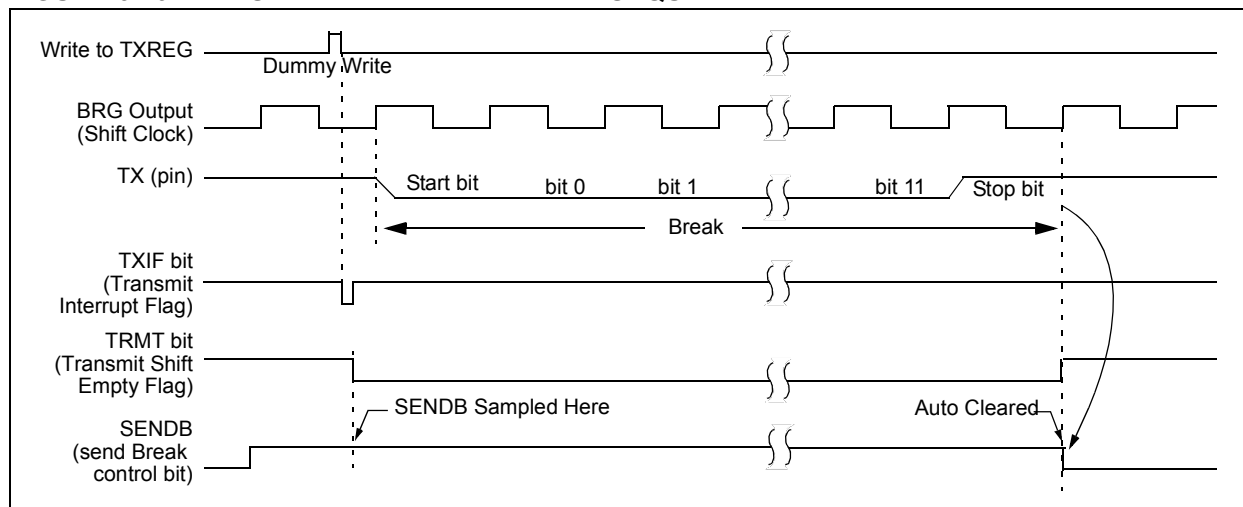 Write to TXREG
Dummy Write
BRG Output
(Shift Clock)
TX (pin)
Start bit
bit 0
bit 1
bit 11
Stop bit
Break
TXIF bit
(Transmit
Interrupt Flag)
TRMT bit
(Transmit Shift
Empty Flag)
SENDB Sampled Here
Auto Cleared
SENDB
(send Break
control bit)